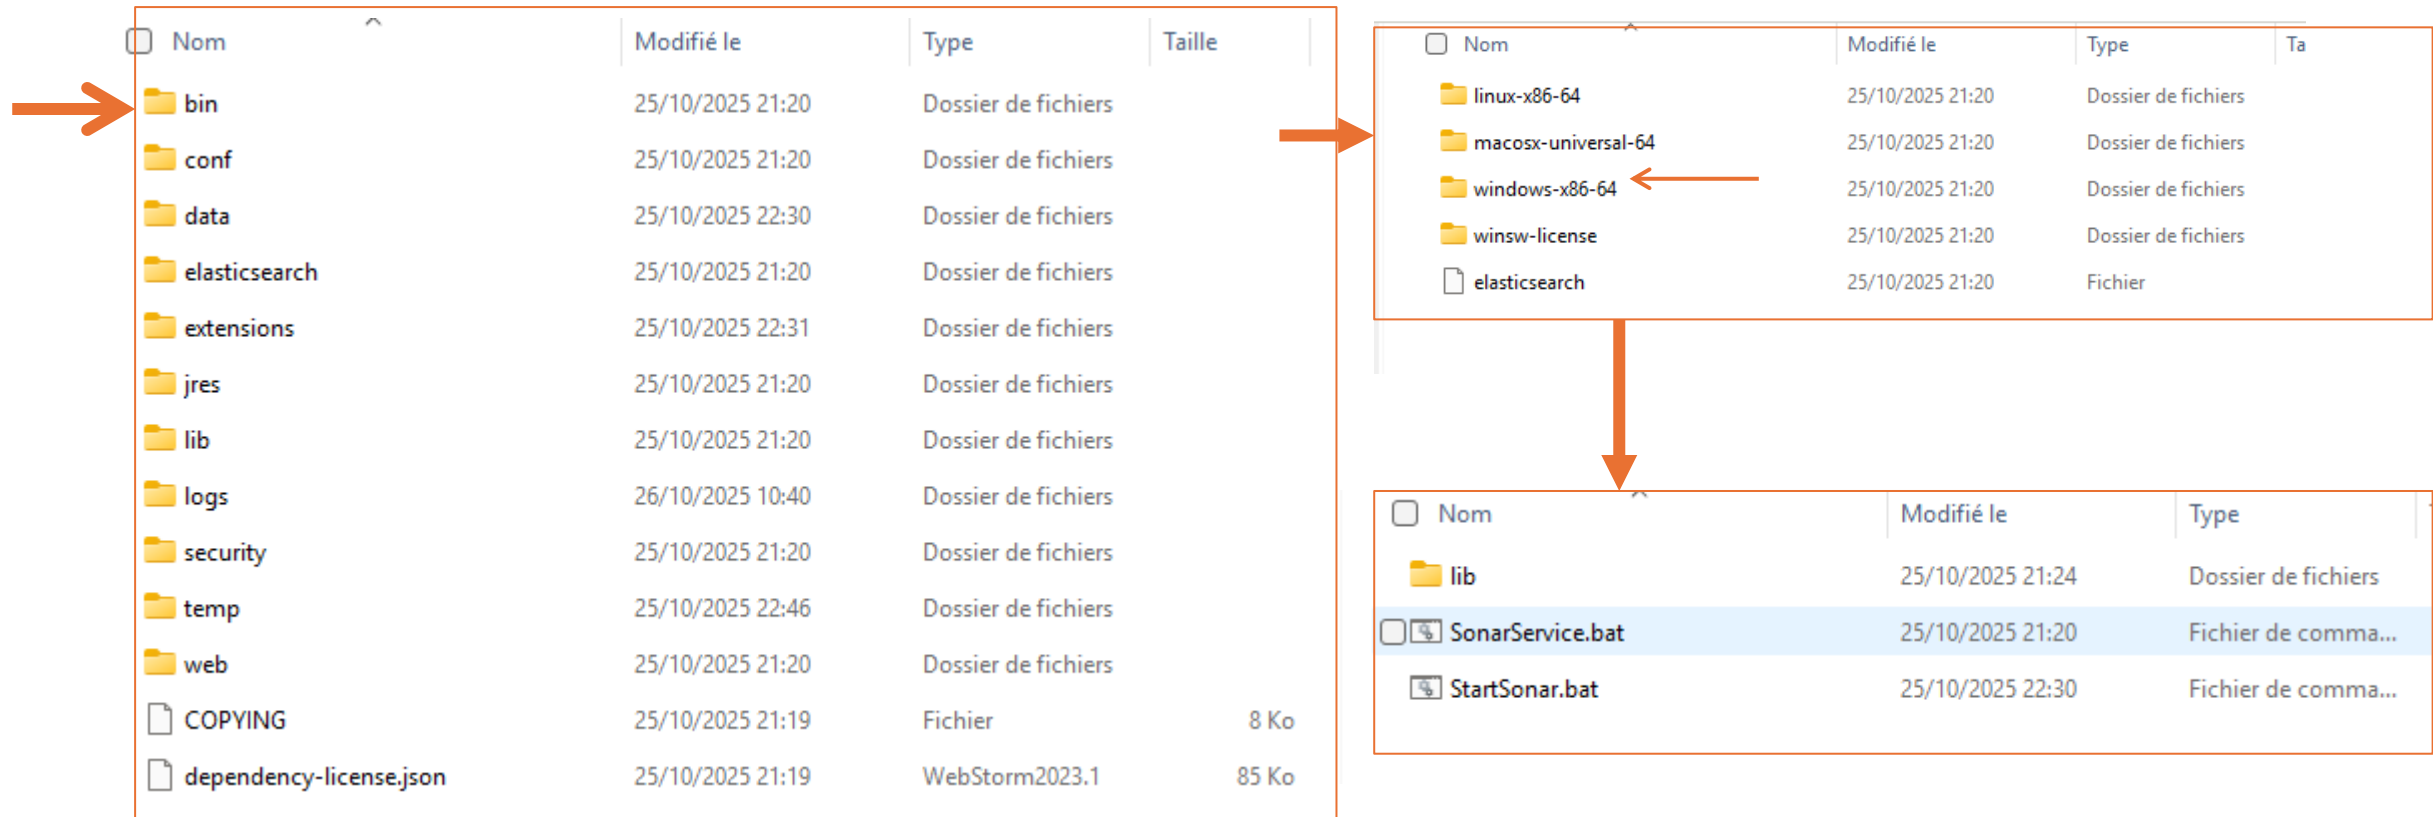 Nom Modifié le Type Taille
bin 25/10/2025 21:20 Dossier de fichiers
conf 25/10/2025 21:20 Dossier de fichiers
data 25/10/2025 22:30 Dossier de fichiers
elasticsearch 25/10/2025 21:20 Dossier de fichiers
extensions 25/10/2025 22:31 Dossier de fichiers
jres 25/10/2025 21:20 Dossier de fichiers
lib 25/10/2025 21:20 Dossier de fichiers
logs 26/10/2025 10:40 Dossier de fichiers
security 25/10/2025 21:20 Dossier de fichiers
temp 25/10/2025 22:46 Dossier de fichiers
web 25/10/2025 21:20 Dossier de fichiers
COPYING 25/10/2025 21:19 Fichier 8 Ko
dependency-license.json 25/10/2025 21:19 WebStorm2023.1 85 Ko
Nom Modifié le Type Ta
linux-x86-64 25/10/2025 21:20 Dossier de fichiers
macosx-universal-64 25/10/2025 21:20 Dossier de fichiers
windows-x86-64 25/10/2025 21:20 Dossier de fichiers
winsw-license 25/10/2025 21:20 Dossier de fichiers
elasticsearch 25/10/2025 21:20 Fichier
Nom Modifié le Type
lib 25/10/2025 21:24 Dossier de fichiers
SonarService.bat 25/10/2025 21:20 Fichier de comma...
StartSonar.bat 25/10/2025 22:30 Fichier de comma...